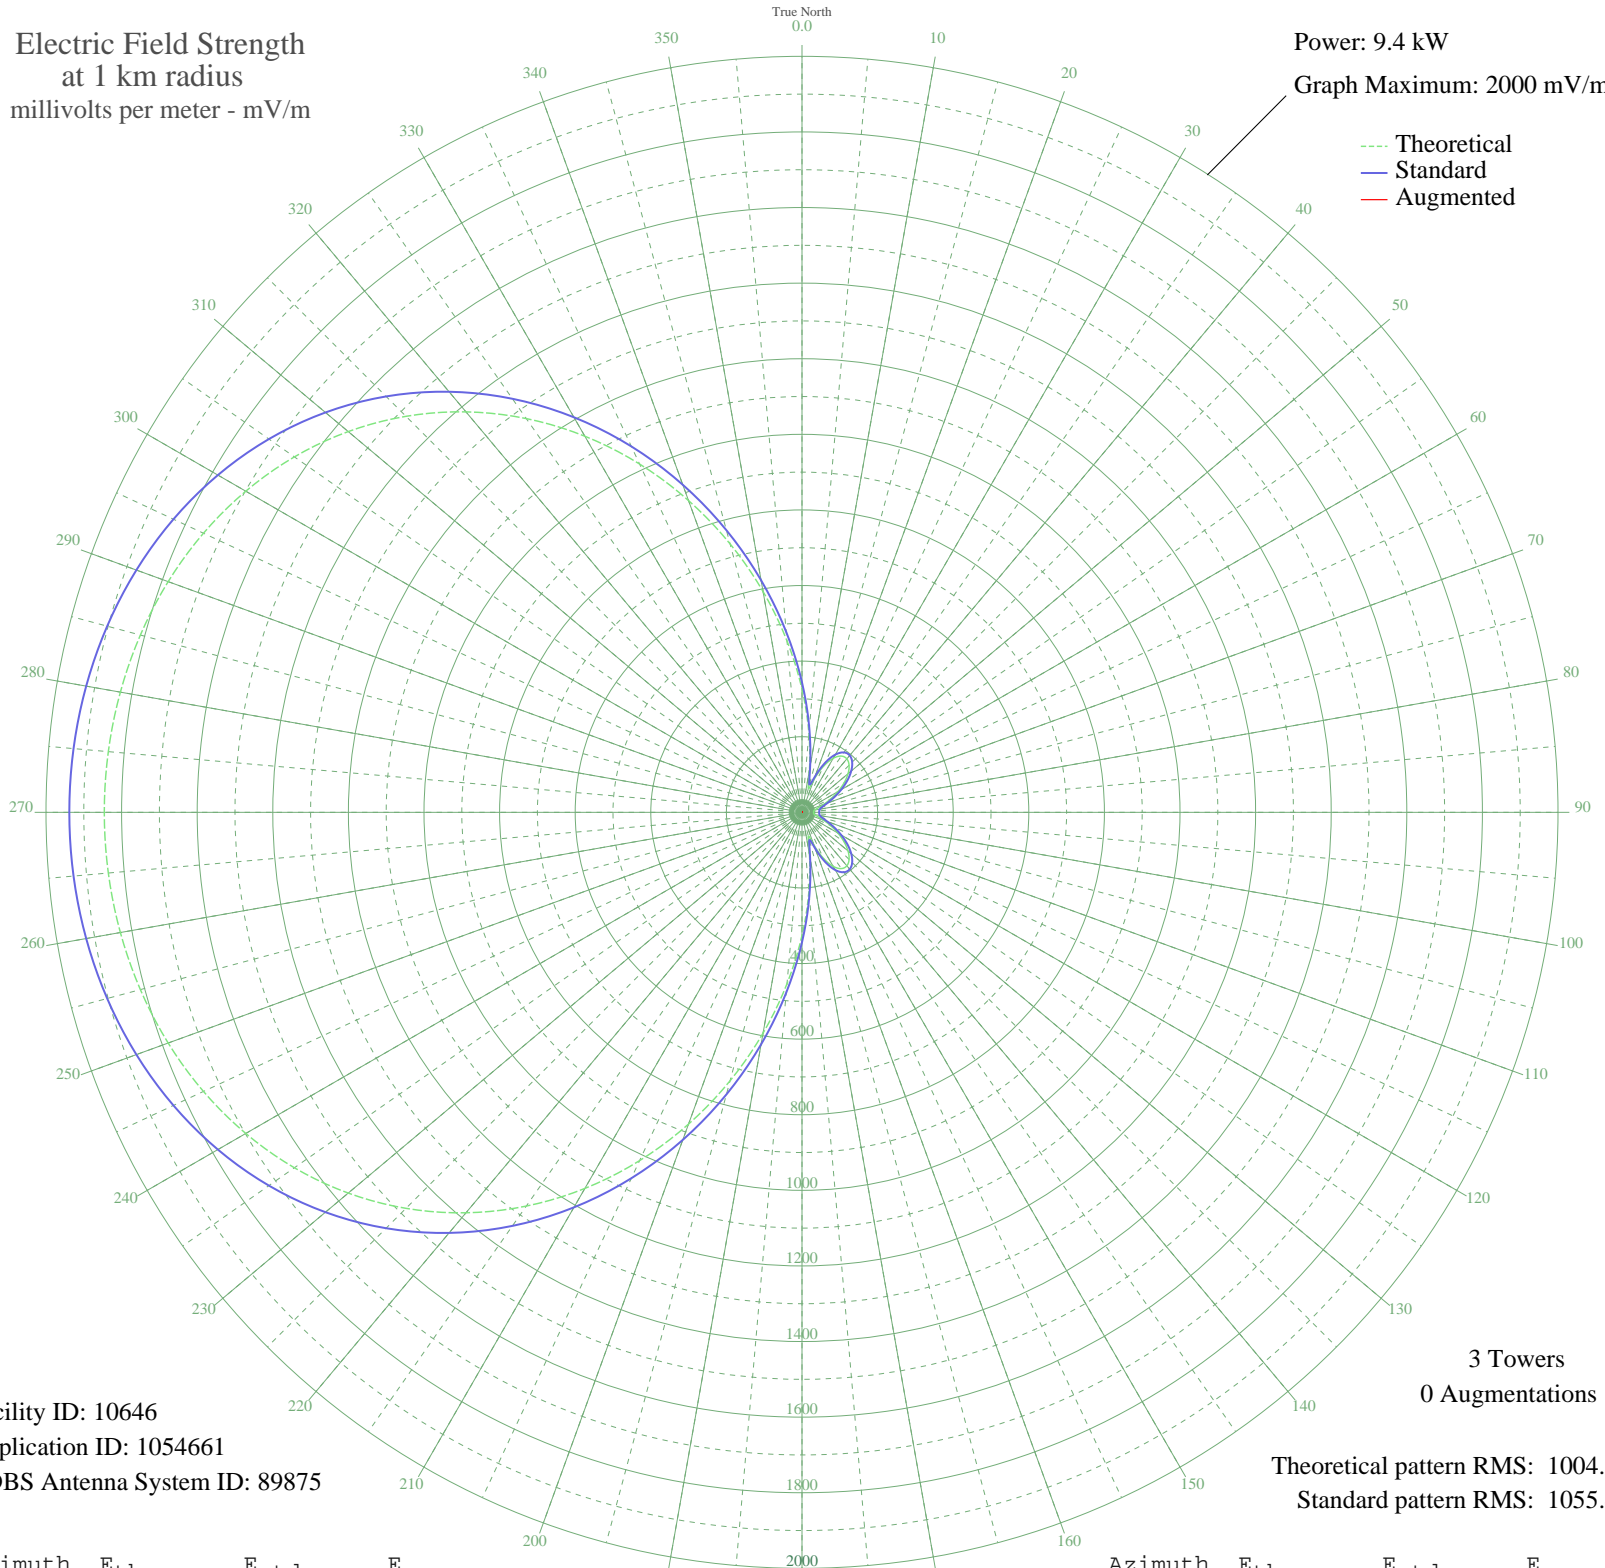 True North
0.0
Electric Field Strength
at 1 km radius
millivolts per meter - mV/m
Power: 9.4 kW
Graph Maximum: 2000 mV/m
Theoretical
Standard
Augmented
10
20
30
40
50
60
70
80
90
100
110
120
130
140
150
160
200
210
220
230
240
250
260
270
280
290
300
310
320
330
340
350
400
600
800
1000
1200
1400
1600
1800
2000
3 Towers
0 Augmentations
cility ID: 10646
plication ID: 1054661
DBS Antenna System ID: 89875
Theoretical pattern RMS: 1004.
Standard pattern RMS: 1055.
imuth E E E
Azimuth E E E